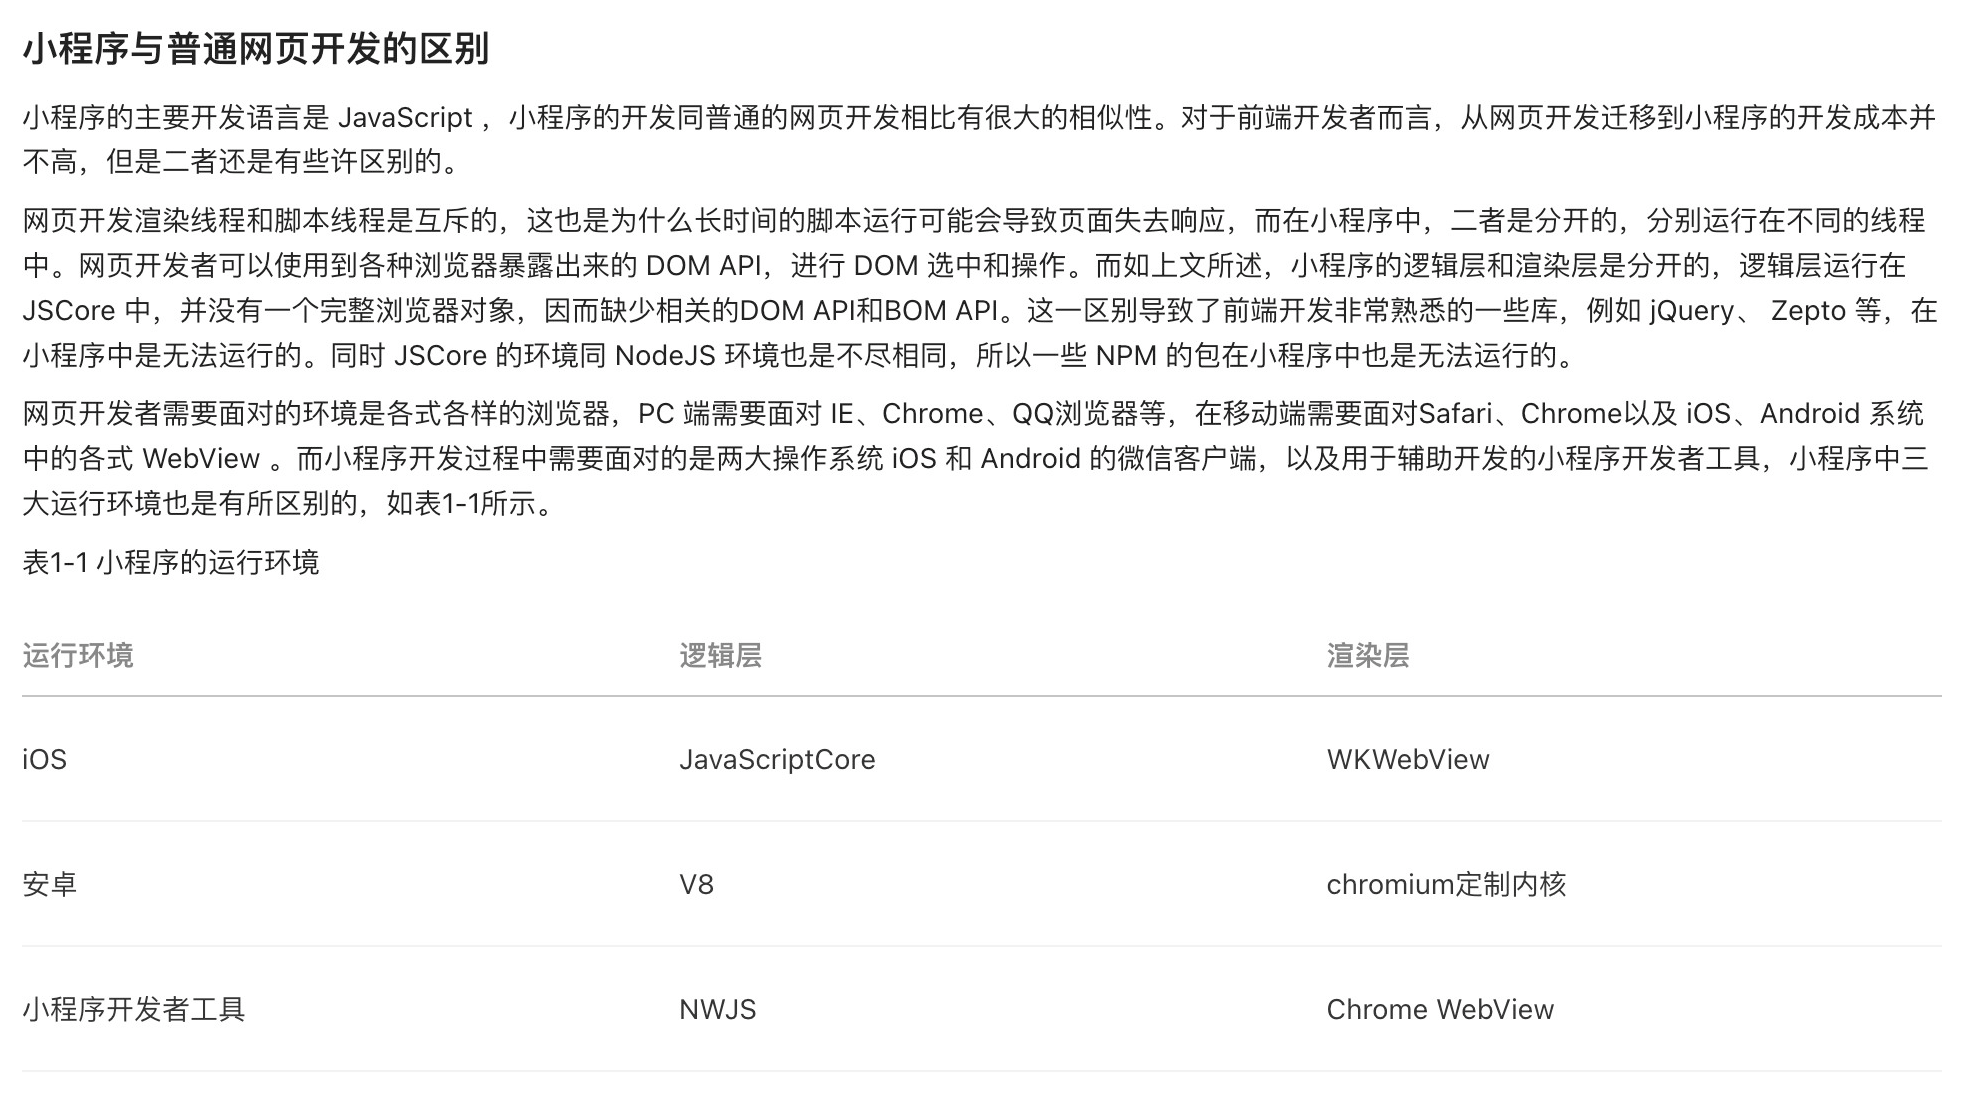 小程序与普通网页开发的区别
小程序的主要开发语言是 JavaScript ，小程序的开发同普通的网页开发相比有很大的相似性。对于前端开发者而言，从网页开发迁移到小程序的开发成本并
不高，但是二者还是有些许区别的。
网页开发渲染线程和脚本线程是互斥的，这也是为什么长时间的脚本运行可能会导致页面失去响应，而在小程序中，二者是分开的，分别运行在不同的线程
中。网页开发者可以使用到各种浏览器暴露出来的 DOM API，进行 DOM 选中和操作。而如上文所述，小程序的逻辑层和渲染层是分开的，逻辑层运行在
JSCore 中，并没有一个完整浏览器对象，因而缺少相关的DOM API和BOM API。这一区别导致了前端开发非常熟悉的一些库，例如 jQuery、 Zepto 等，在
小程序中是无法运行的。同时 JSCore 的环境同 NodeJS 环境也是不尽相同，所以一些 NPM 的包在小程序中也是无法运行的。
网页开发者需要面对的环境是各式各样的浏览器，PC 端需要面对 IE、Chrome、QQ浏览器等，在移动端需要面对Safari、Chrome以及 iOS、Android 系统
中的各式 WebView 。而小程序开发过程中需要面对的是两大操作系统 iOS 和 Android 的微信客户端，以及用于辅助开发的小程序开发者工具，小程序中三
大运行环境也是有所区别的，如表1-1所示。
表1-1 小程序的运行环境
运行环境 逻辑层 渲染层
iOS JavaScriptCore WKWebView
安卓 V8 chromium定制内核
小程序开发者工具 NWJS Chrome WebView